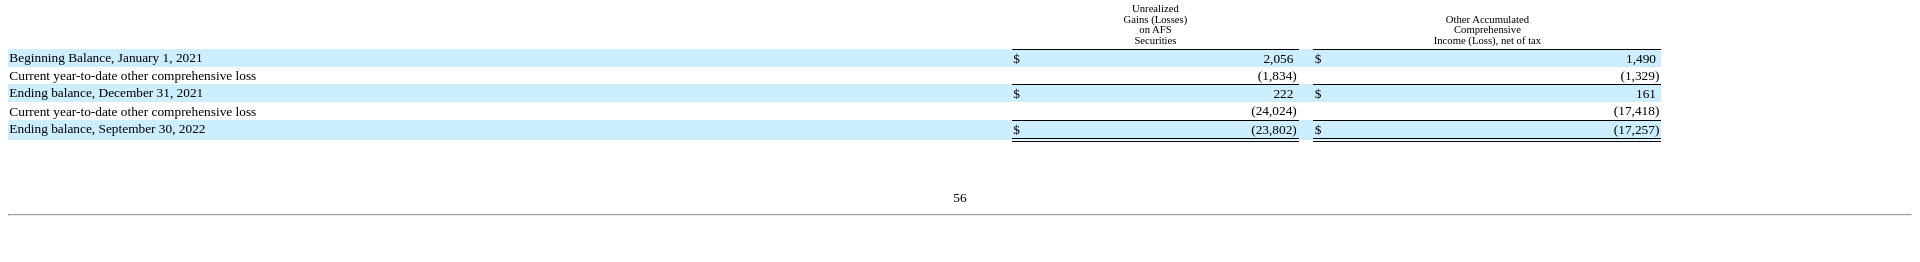 Unrealized
Gains (Losses)
on AFS
Securities
Other Accumulated
Comprehensive
Income (Loss), net of tax
Beginning Balance, January 1, 2021 $ 2,056 $ 1,490
Current year-to-date other comprehensive loss (1,834) (1,329)
Ending balance, December 31, 2021 $ 222 $ 161
Current year-to-date other comprehensive loss (24,024) (17,418)
Ending balance, September 30, 2022 $ (23,802) $ (17,257)
56